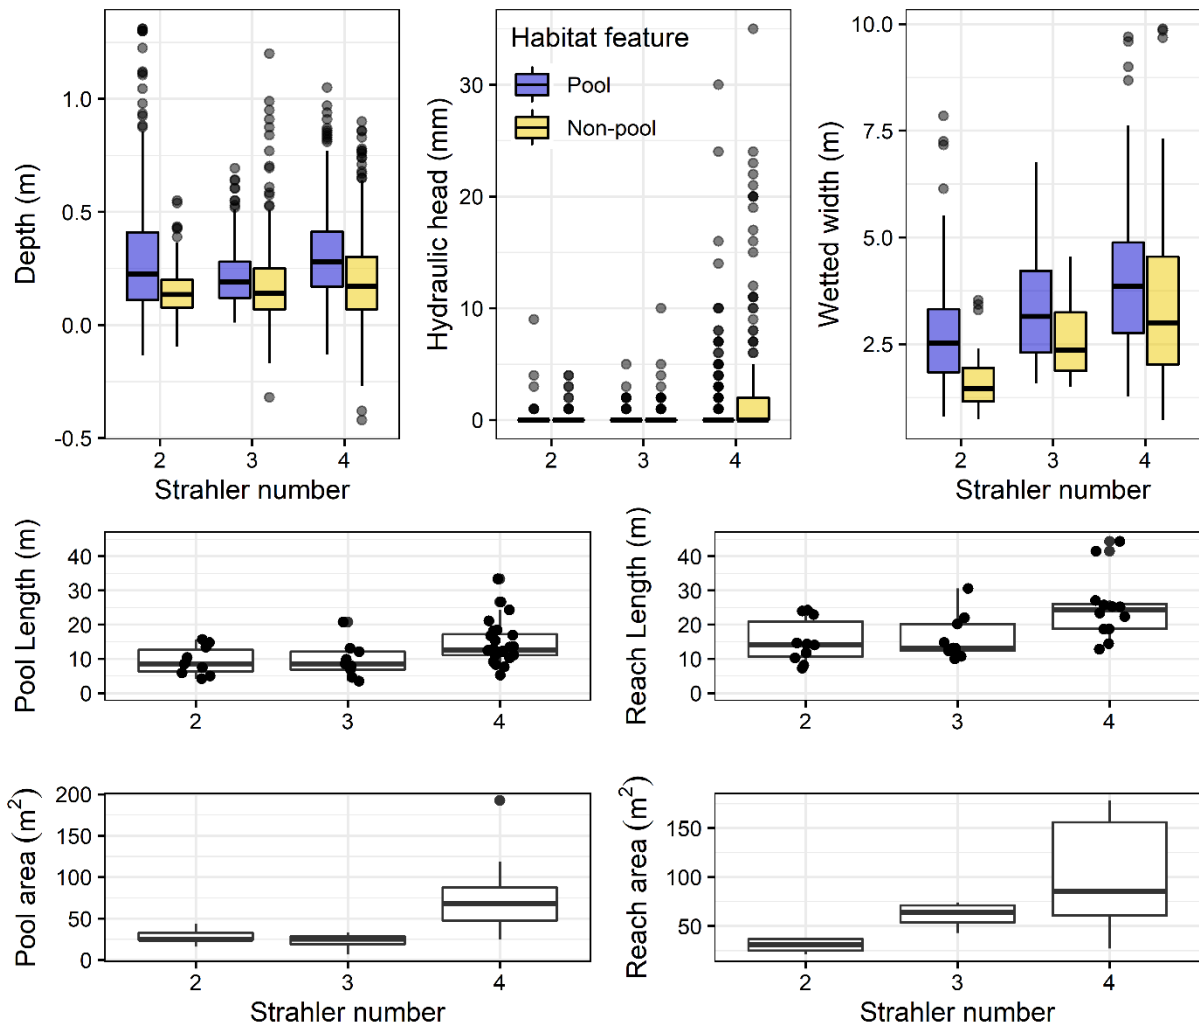 Depth (m)
1.0
0.5
0.0
-0.5
2 3 4
Strahler number
Hydraulic head (mm)
30
20
10
0
Habitat feature
Pool
Non-pool
2 3 4
Strahler number
Wetted width (m)
10.0
7.5
5.0
2.5
2 3 4
Strahler number
Pool Length (m)
40
30
20
10
0
2 3 4
Reach Length (m)
40
30
20
10
0
2 3 4
Pool area (m²)
200
150
100
50
0
2 3 4
Strahler number
Reach area (m²)
150
100
50
2 3 4
Strahler number